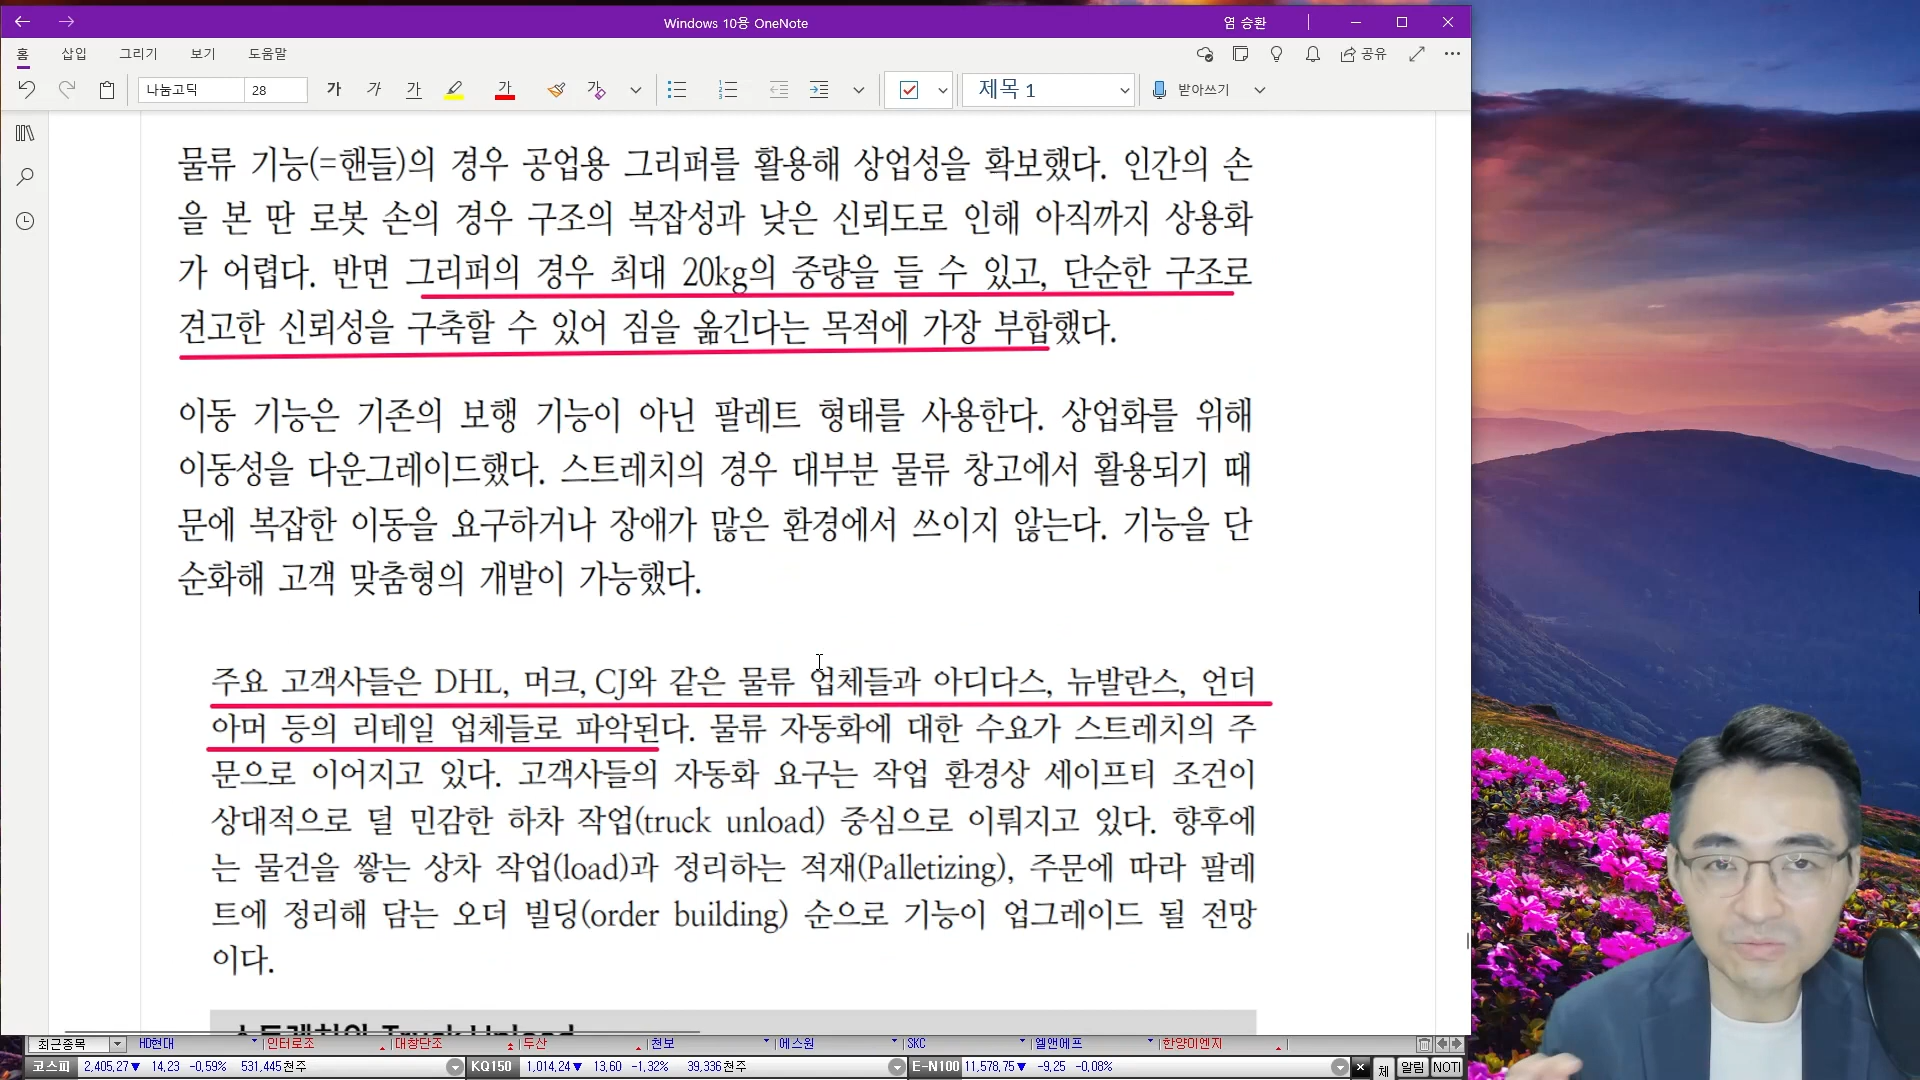 Windows 10용 OneNote
염 승환
홈 삽입 그리기 보기 도움말 공유
나눔고딕 28 가 가 가 가 제목 1 받아쓰기
물류 기능(=핸들)의 경우 공업용 그리퍼를 활용해 상업성을 확보했다. 인간의 손
을 본 딴 로봇 손의 경우 구조의 복잡성과 낮은 신뢰도로 인해 아직까지 상용화
가 어렵다. 반면 그리퍼의 경우 최대 20kg의 중량을 들 수 있고, 단순한 구조로
견고한 신뢰성을 구축할 수 있어 짐을 옮긴다는 목적에 가장 부합했다.
이동 기능은 기존의 보행 기능이 아닌 팔레트 형태를 사용한다. 상업화를 위해
이동성을 다운그레이드했다. 스트레치의 경우 대부분 물류 창고에서 활용되기 때
문에 복잡한 이동을 요구하거나 장애가 많은 환경에서 쓰이지 않는다. 기능을 단
순화해 고객 맞춤형의 개발이 가능했다.
주요 고객사들은 DHL, 머크, CJ와 같은 물류 업체들과 아디다스, 뉴발란스, 언더
아머 등의 리테일 업체들로 파악된다. 물류 자동화에 대한 수요가 스트레치의 주
문으로 이어지고 있다. 고객사들의 자동화 요구는 작업 환경상 세이프티 조건이
상대적으로 덜 민감한 하차 작업(truck unload) 중심으로 이뤄지고 있다. 향후에
는 물건을 쌓는 상차 작업(load)과 정리하는 적재(Palletizing), 주문에 따라 팔레
트에 정리해 담는 오더 빌딩(order building) 순으로 기능이 업그레이드 될 전망
이다.
스트레치의 Truck Unload
최근종목 HD현대 인터로조 대창단조 두산 천보 에스원 SKC 엘앤에프 한양이엔지
코스피 2,405,27▼ 14,23 -0,59% 531,445천주 KQ150 1,014,24▼ 13,60 -1,32% 39,336천주 E-N100 11,578,75▼ -9,25 -0,08% 체 알림 NOTI